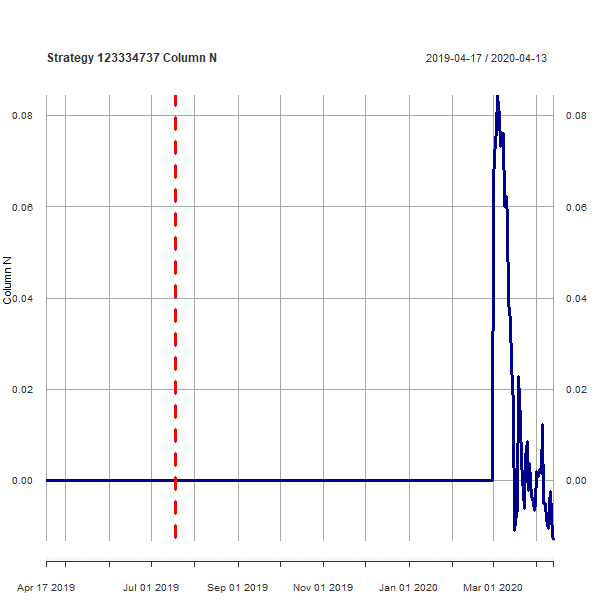 Strategy 123334737 Column N 2019-04-17 / 2020-04-13
0.08 0.08
0.06 0.06
Column N
0.04 0.04
0.02 0.02
0.00 0.00
Apr 17 2019 Jul 01 2019 Sep 01 2019 Nov 01 2019 Jan 01 2020 Mar 01 2020